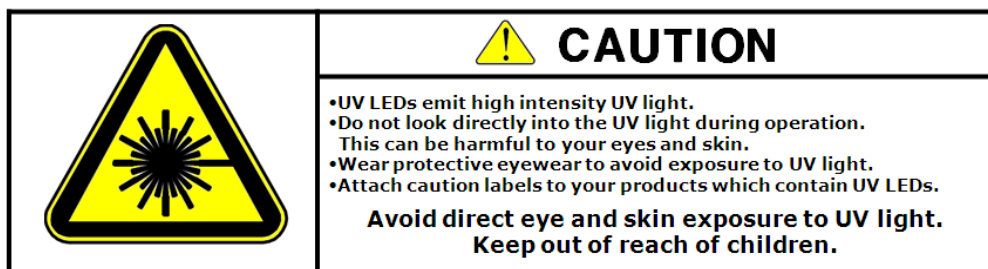 CAUTION
•UV LEDs emit high intensity UV light.
•Do not look directly into the UV light during operation.
This can be harmful to your eyes and skin.
•Wear protective eyewear to avoid exposure to UV light.
•Attach caution labels to your products which contain UV LEDs.
Avoid direct eye and skin exposure to UV light.
Keep out of reach of children.